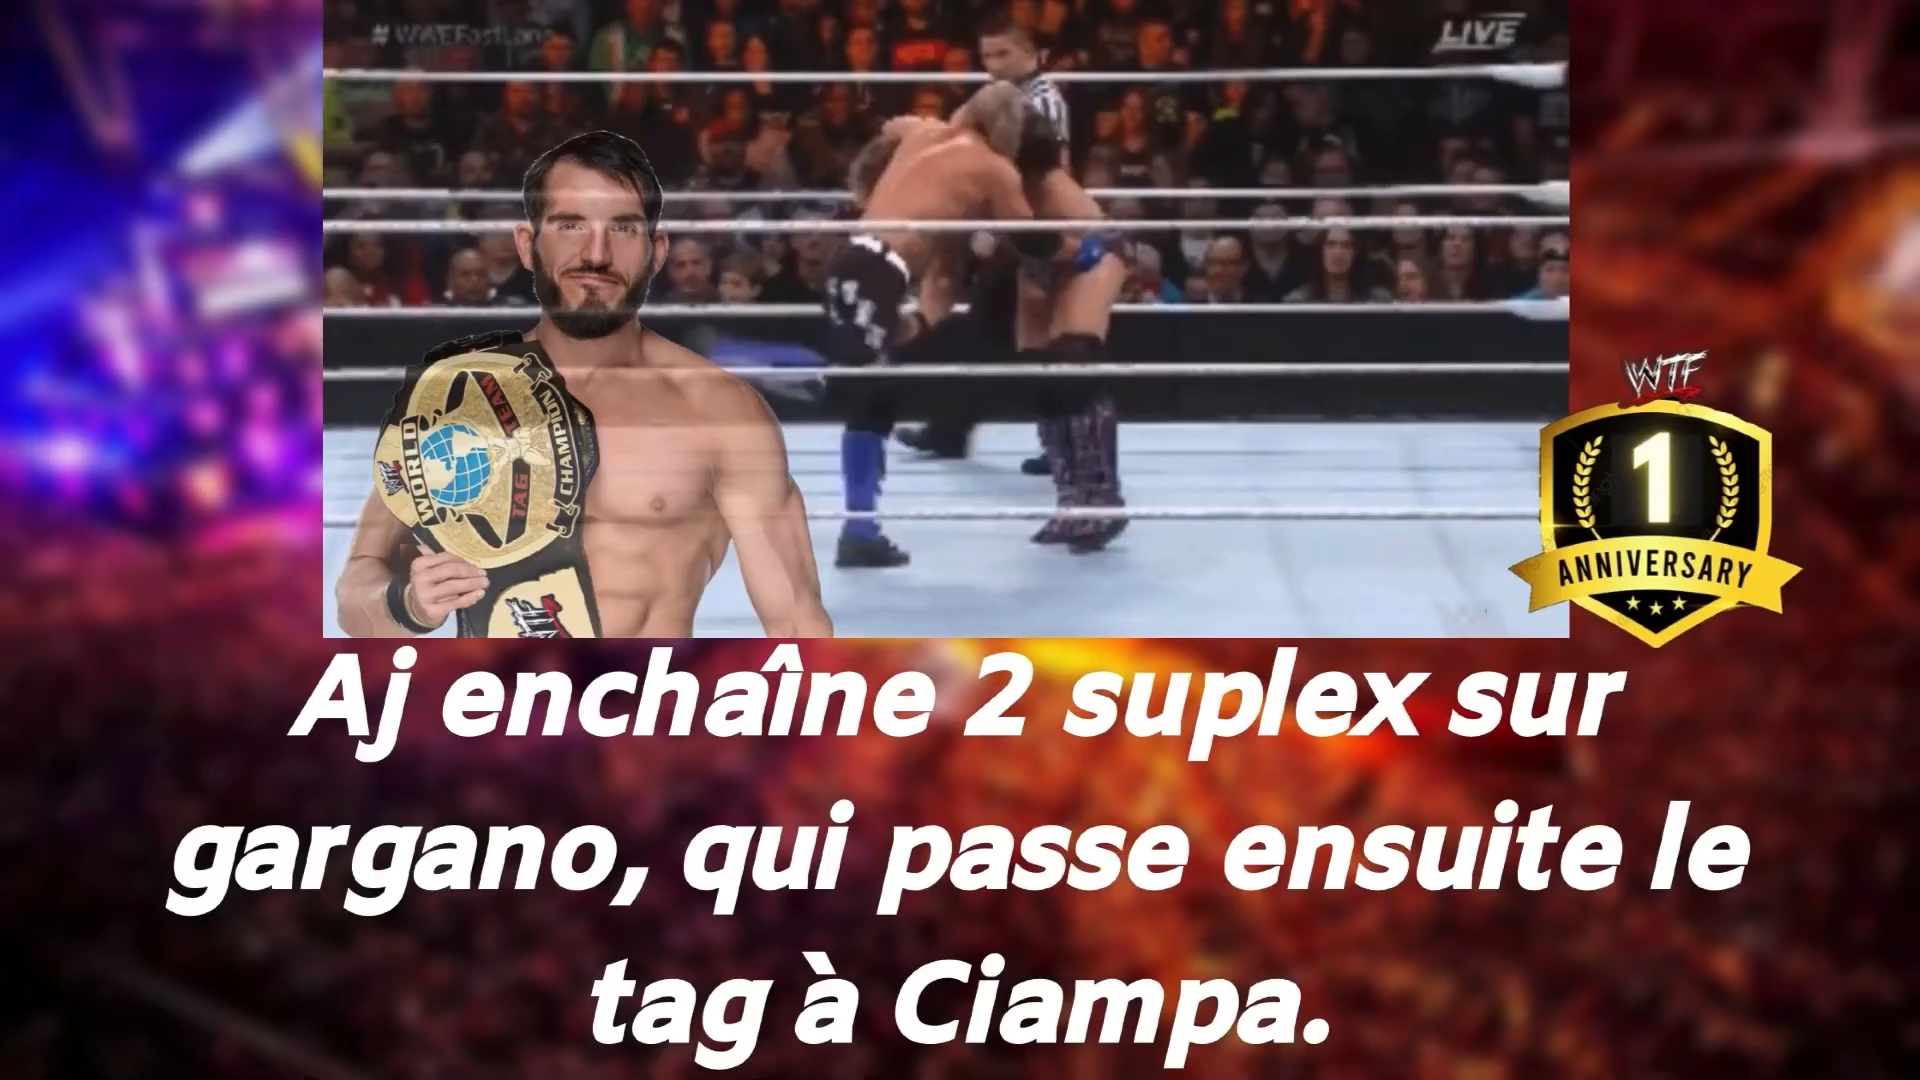 #WWEFastLane
LIVE
WORLD
TAG
TEAM
CHAMPION
WTF
1
ANNIVERSARY
Aj enchaîne 2 suplex sur
gargano, qui passe ensuite le
tag à Ciampa.